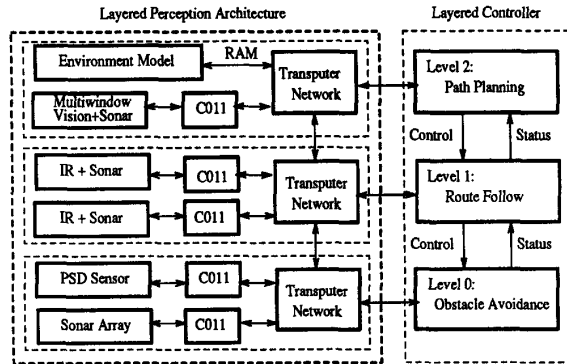 Layered Perception Architecture
Layered Controller
Environment Model
RAM
Transputer
Network
Multiwindow
Vision+Sonar
C011
Level 2:
Path Planning
Control
Status
IR + Sonar
C011
IR + Sonar
C011
Transputer
Network
Level 1:
Route Follow
Control
Status
PSD Sensor
C011
Sonar Array
C011
Transputer
Network
Level 0:
Obstacle Avoidance